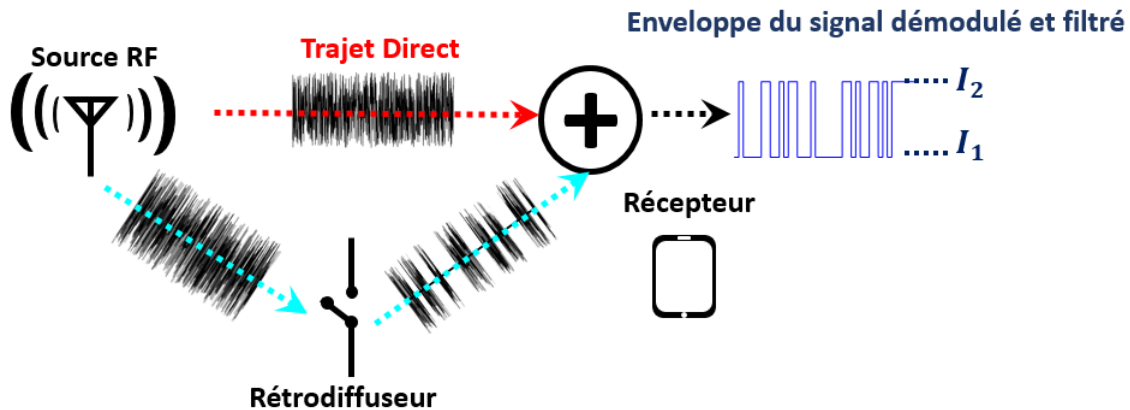 Enveloppe du signal démodulé et filtré
Source RF
Trajet Direct
I₂
I₁
Récepteur
Rétrodiffuseur